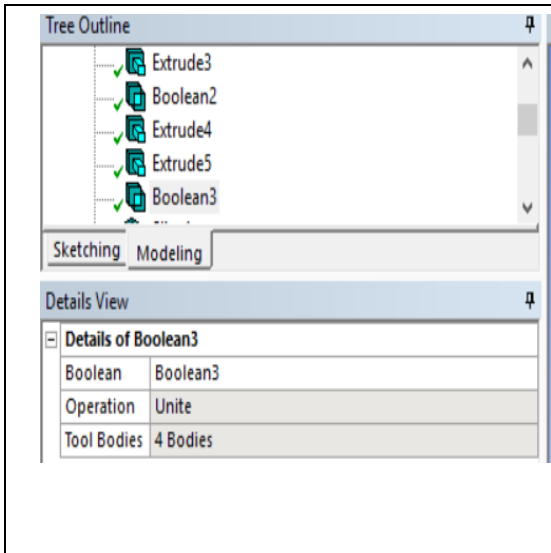 Tree Outline
Extrude3
Boolean2
Extrude4
Extrude5
Boolean3
Sketching Modeling
Details View
Details of Boolean3
Boolean Boolean3
Operation Unite
Tool Bodies 4 Bodies